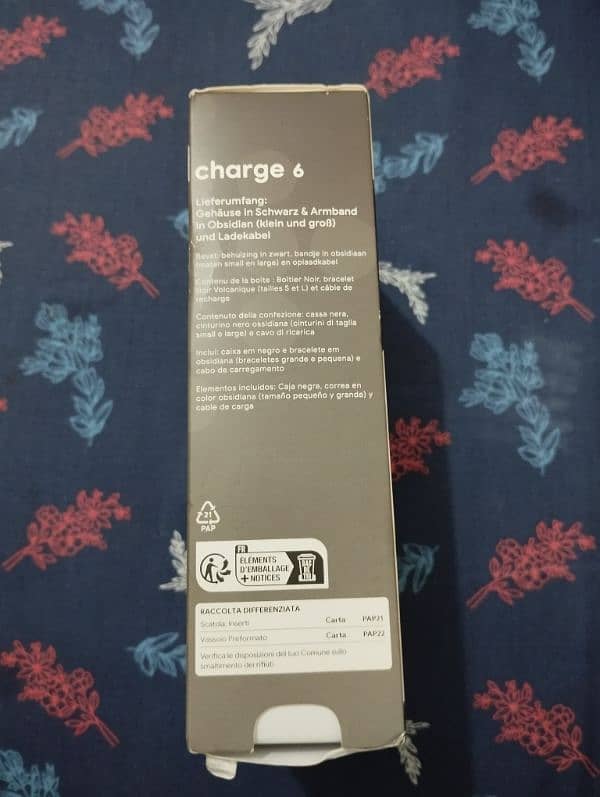 charge 6
Lieferumfang:
Gehäuse in Schwarz & Armband
in Obsidian (klein und groß)
und Ladekabel
Bevat: behuizing in zwart, bandje in obsidiaan
(maten small en large) en oplaadkabel
Contenu de la boîte : Boîtier Noir, bracelet
Noir Volcanique (tailles S et L) et câble de
recharge
Contenuto della confezione: cassa nera,
cinturino nero ossidiana (cinturini di taglia
small e large) e cavo di ricarica
Inclui: caixa em negro e bracelete em
obsidiana (braceletes grande e pequena) e
cabo de carregamento
Elementos incluidos: Caja negra, correa en
color obsidiana (tamaño pequeño y grande) y
cable de carga
21
PAP
FR
ÉLÉMENTS
D'EMBALLAGE
+ NOTICES
BAC
DE
TRI
RACCOLTA DIFFERENZIATA
Scatola, Inserti Carta PAP21
Vassoio Preformato Carta PAP22
Verifica le disposizioni del tuo Comune sullo
smaltimento dei rifiuti